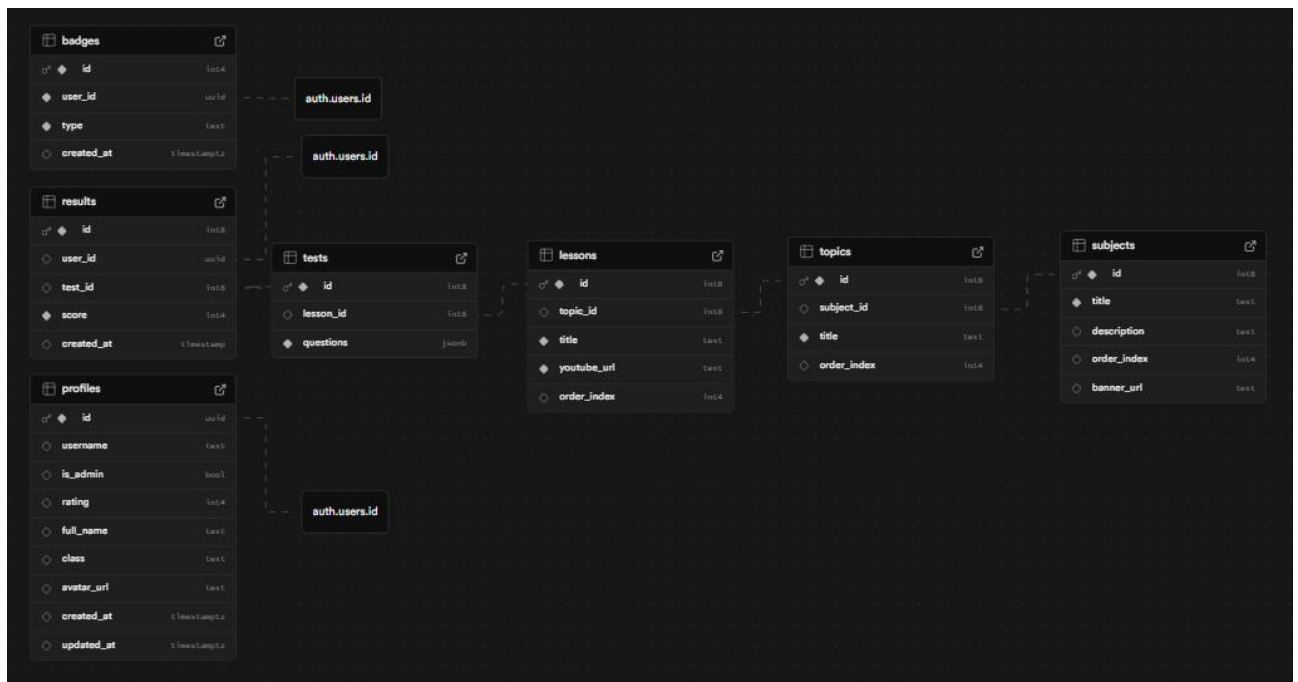 badges
id int4
user_id uuid
type text
created_at timestamptz
auth.users.id
auth.users.id
results
id int8
user_id uuid
test_id int8
score int4
created_at timestamp
tests
id int8
lesson_id int8
questions jsonb
lessons
id int8
topic_id int8
title text
youtube_url text
order_index int4
topics
id int8
subject_id int8
title text
order_index int4
subjects
id int8
title text
description text
order_index int4
banner_url text
profiles
id uuid
username text
is_admin bool
rating int4
full_name text
class text
avatar_url text
created_at timestamptz
updated_at timestamptz
auth.users.id